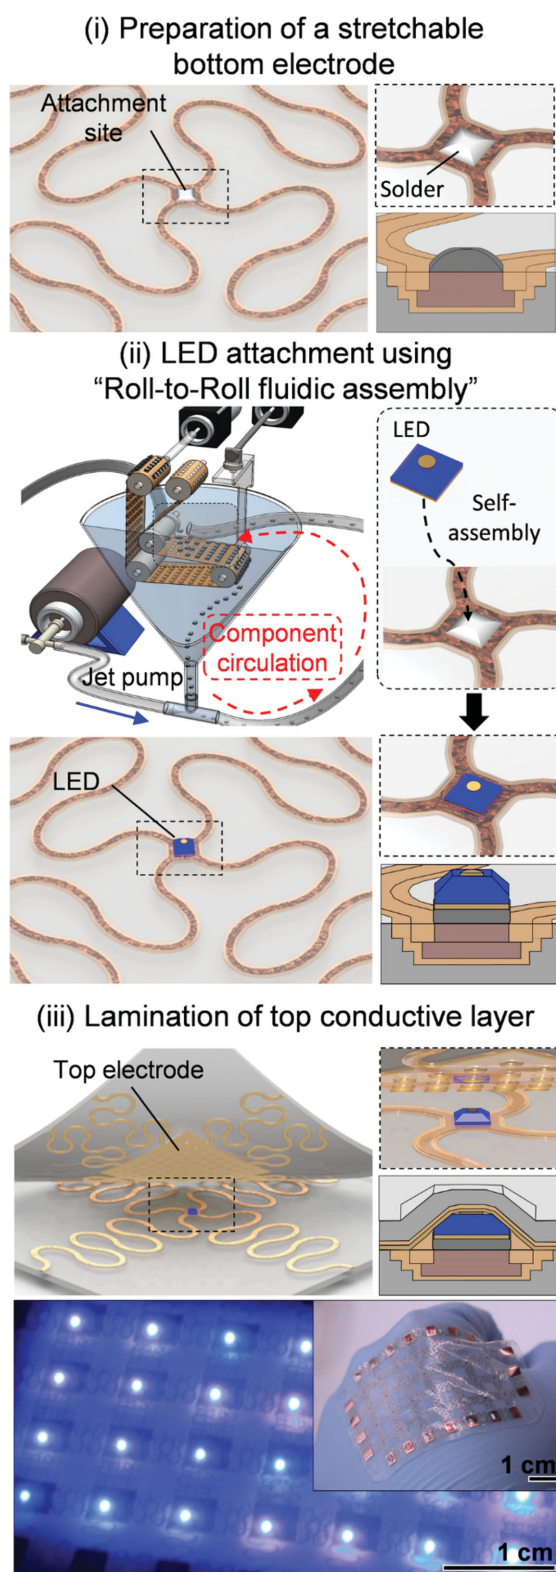 (i) Preparation of a stretchable
bottom electrode
Attachment
site
Solder
(ii) LED attachment using
“Roll-to-Roll fluidic assembly”
LED
Self-
assembly
Component
circulation
Jet pump
LED
(iii) Lamination of top conductive layer
Top electrode
1 cm
1 cm